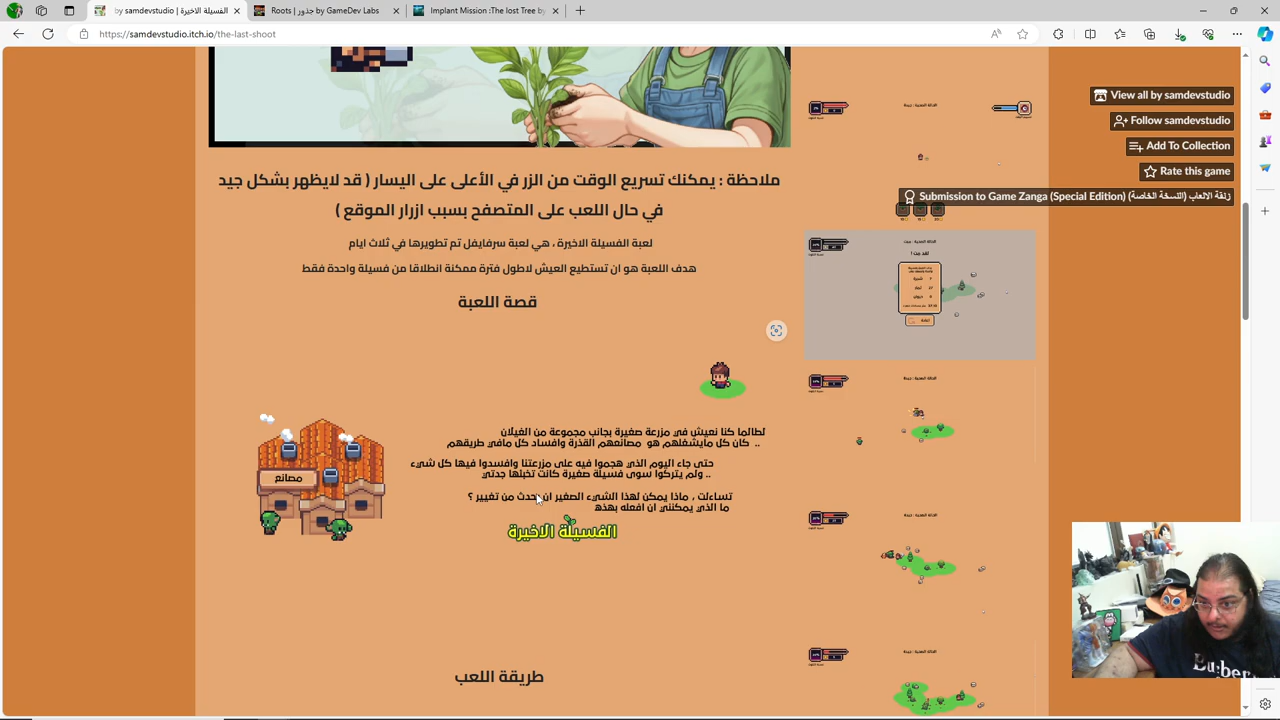 الفسيلة الاخيرة | by samdevstudio
جذور | Roots by GameDev Labs
Implant Mission :The lost Tree by
https://samdevstudio.itch.io/the-last-shoot
View all by samdevstudio
Follow samdevstudio
Add To Collection
Rate this game
Submission to Game Zanga (Special Edition) زنقة الالعاب (النسخة الخاصة)
ملاحظة : يمكنك تسريع الوقت من الزر في الأعلى على اليسار ( قد لايظهر بشكل جيد
في حال اللعب على المتصفح بسبب ازرار الموقع )
لعبة الفسيلة الاخيرة ، هي لعبة سرفايفل تم تطويرها في ثلاث ايام
هدف اللعبة هو ان تستطيع العيش لاطول فترة ممكنة انطلاقا من فسيلة واحدة فقط
قصة اللعبة
لطالما كنا نعيش في مزرعة صغيرة بجانب مجموعة من الغيلان
.. كان كل مايشغلهم هو مصانعهم القذرة وافساد كل مافي طريقهم
حتى جاء اليوم الذي هجموا فيه على مزرعتنا وافسدوا فيها كل شيء
.. ولم يتركوا سوى فسيلة صغيرة كانت تخبئها جدتي
تساءلت ، ماذا يمكن لهذا الشيء الصغير ان يحدث من تغيير ؟
ما الذي يمكنني ان افعله بهذه
مصانع
الفسيلة الاخيرة
طريقة اللعب
لقد مت !